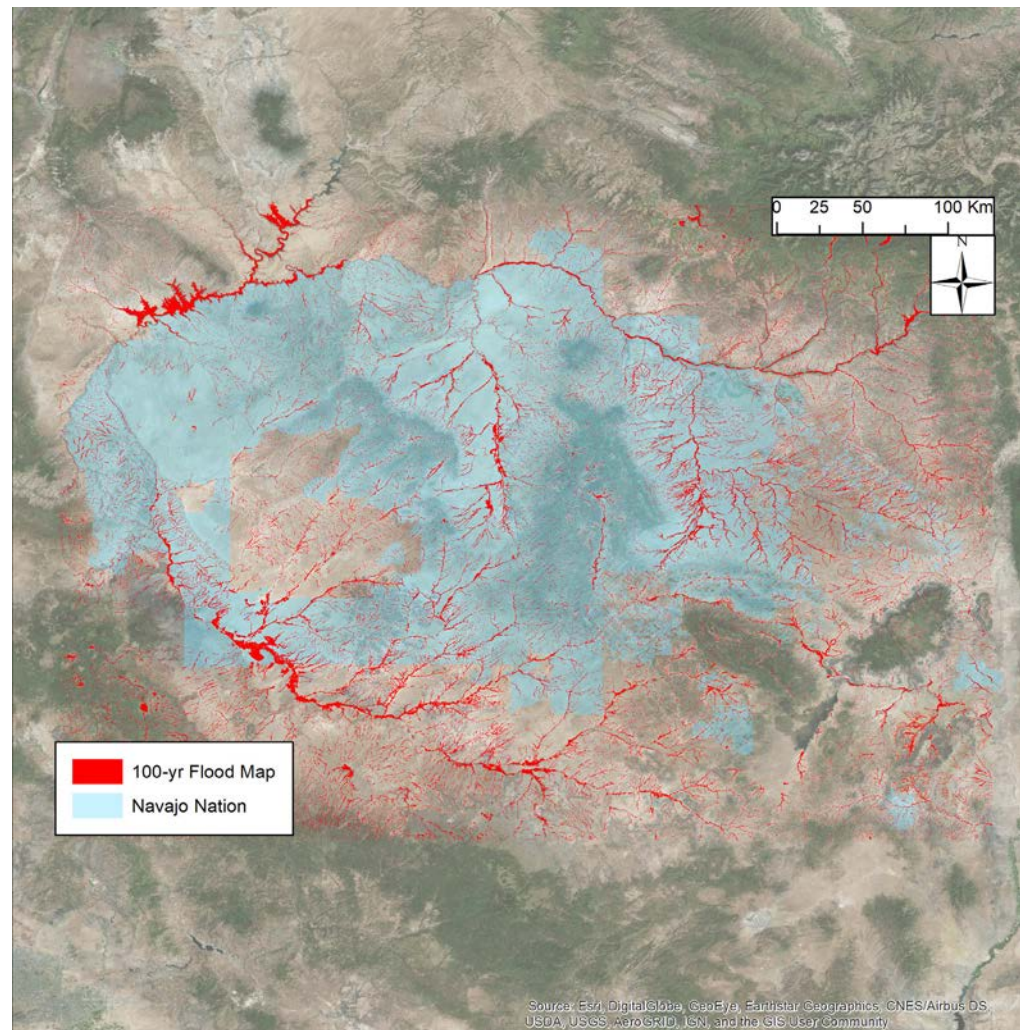 0 25 50 100 Km
N
100-yr Flood Map
Navajo Nation
Source: Esri, DigitalGlobe, GeoEye, Earthstar Geographics, CNES/Airbus DS,
USDA, USGS, AeroGRID, IGN, and the GIS User Community